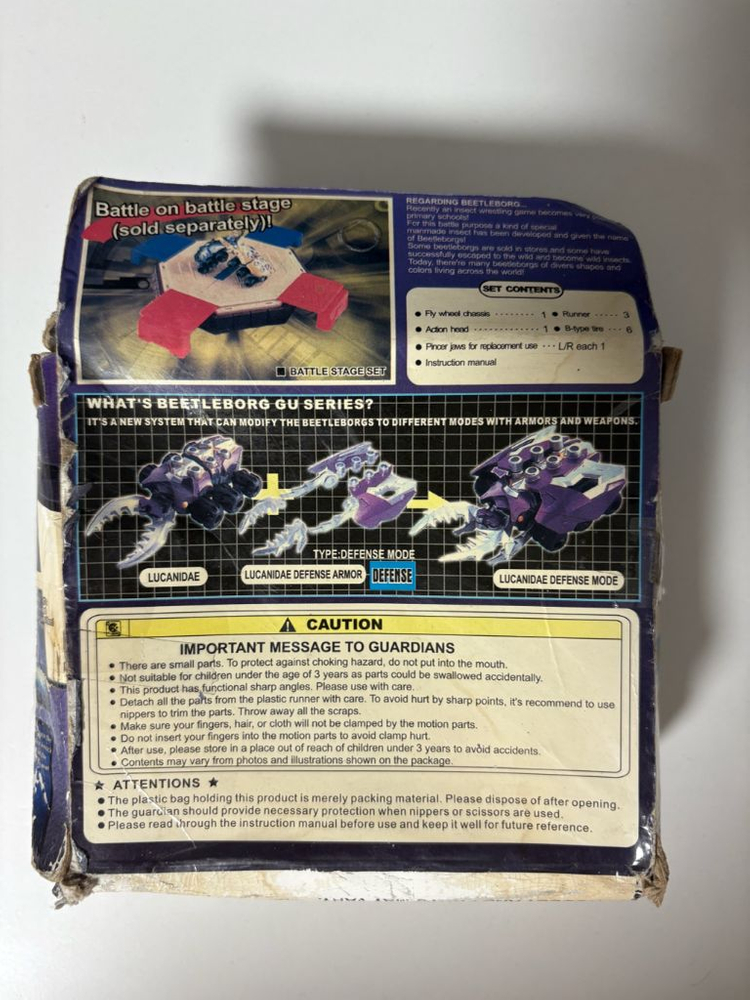 Battle on battle stage
(sold separately)!
■ BATTLE STAGE SET
REGARDING BEETLEBORG...
Recently an insect wrestling game becomes very
primary schools!
For this battle purpose a kind of special
manmade insect has been developed and given the name
of Beetleborgs!
Some beetleborgs are sold in stores and some have
successfully escaped to the wild and become wild insects.
Today, there're many beetleborgs of divers shapes and
colors living across the world!
SET CONTENTS
● Fly wheel chassis ········ 1 ● Runner ····· 3
● Action head ············ 1 ● B-type tire ··· 6
● Pincer jaws for replacement use ··· L/R each 1
● Instruction manual
WHAT'S BEETLEBORG GU SERIES?
IT'S A NEW SYSTEM THAT CAN MODIFY THE BEETLEBORGS TO DIFFERENT MODES WITH ARMORS AND WEAPONS.
TYPE:DEFENSE MODE
LUCANIDAE
LUCANIDAE DEFENSE ARMOR
DEFENSE
LUCANIDAE DEFENSE MODE
CAUTION
IMPORTANT MESSAGE TO GUARDIANS
● There are small parts. To protect against choking hazard, do not put into the mouth.
● Not suitable for children under the age of 3 years as parts could be swallowed accidentally.
● This product has functional sharp angles. Please use with care.
● Detach all the parts from the plastic runner with care. To avoid hurt by sharp points, it's recommend to use
nippers to trim the parts. Throw away all the scraps.
● Make sure your fingers, hair, or cloth will not be clamped by the motion parts.
● Do not insert your fingers into the motion parts to avoid clamp hurt.
● After use, please store in a place out of reach of children under 3 years to avoid accidents.
● Contents may vary from photos and illustrations shown on the package.
★ ATTENTIONS ★
● The plastic bag holding this product is merely packing material. Please dispose of after opening.
● The guardian should provide necessary protection when nippers or scissors are used.
● Please read through the instruction manual before use and keep it well for future reference.